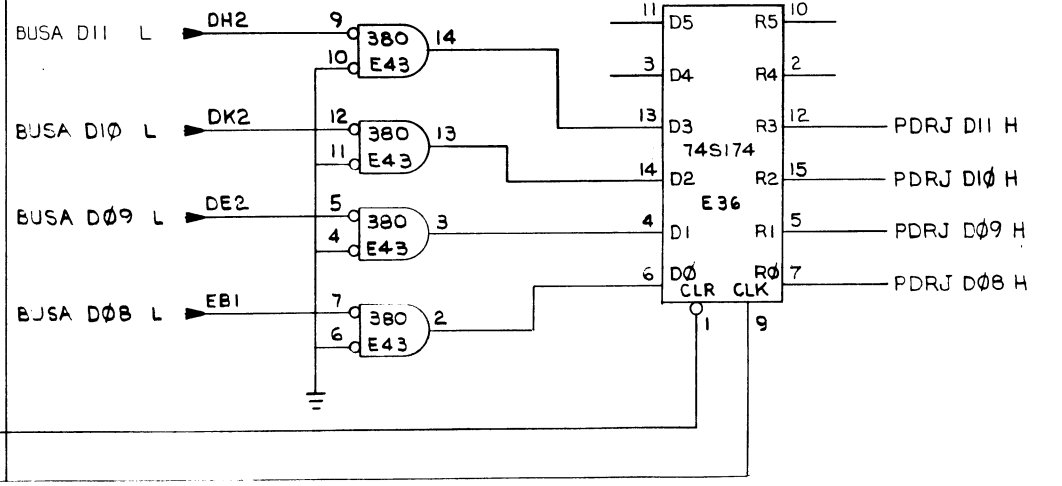 BUSA D11 L DH2 9 380 14 11 D5 R5 10
10 E43 3 D4 R4 2
BUSA D1Ø L DK2 12 380 13 13 D3 R3 12 PDRJ D11 H
11 E43 74S174
14 D2 R2 15 PDRJ D1Ø H
BUSA DØ9 L DE2 5 380 3 E36
4 E43 4 D1 R1 5 PDRJ DØ9 H
BUSA DØ8 L EB1 7 380 2 6 DØ RØ 7 PDRJ DØ8 H
6 E43 CLR CLK
1 9